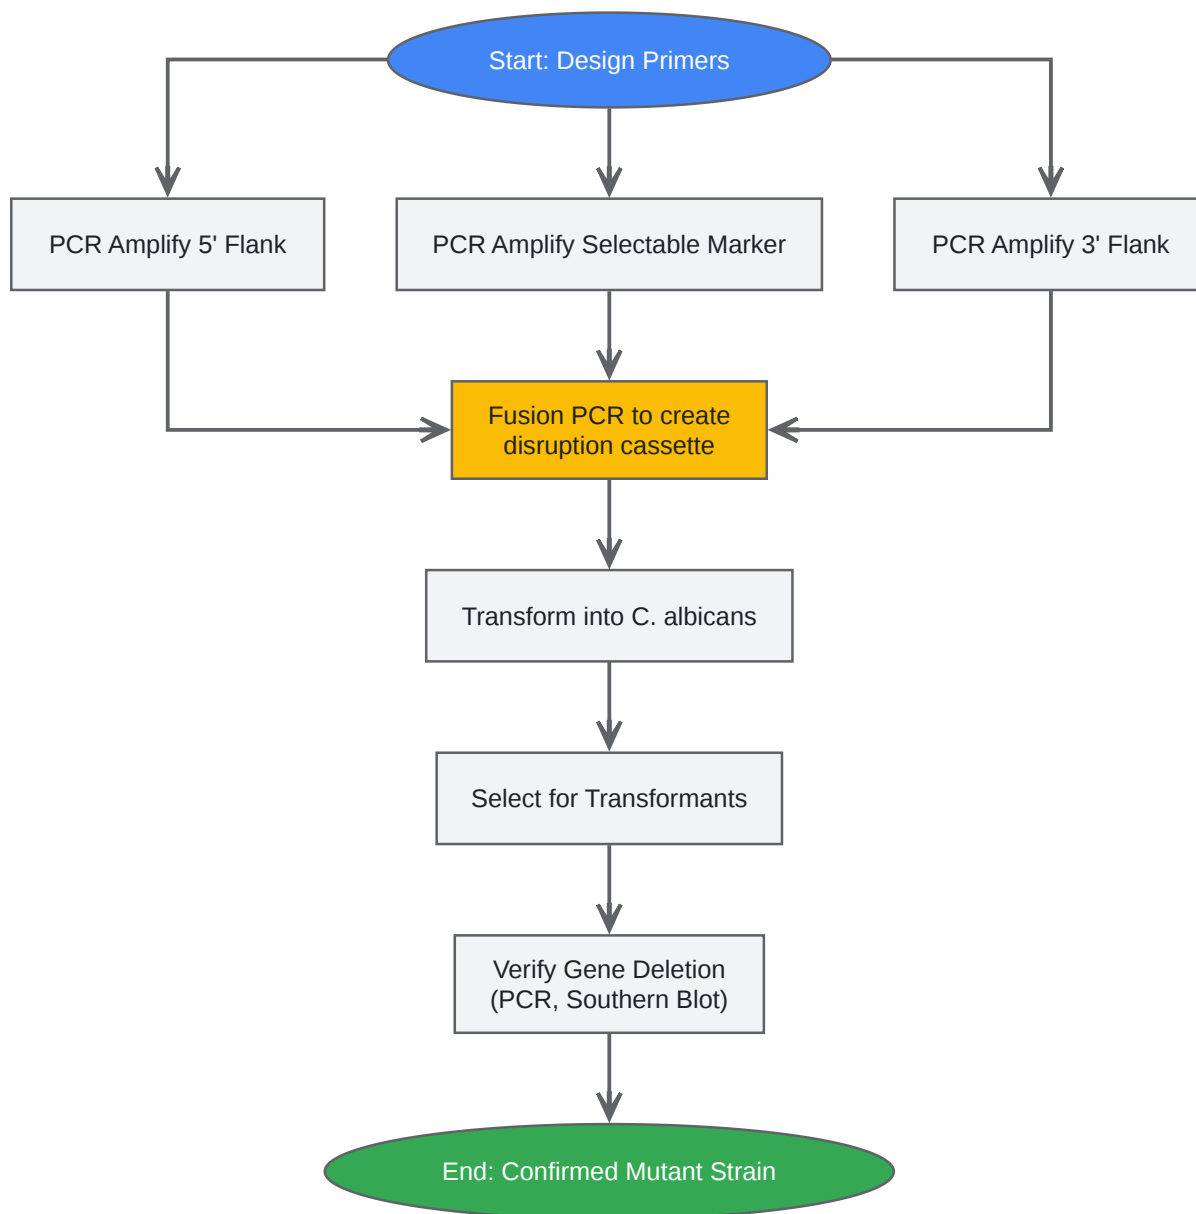 Start: Design Primers
PCR Amplify 5' Flank
PCR Amplify Selectable Marker
PCR Amplify 3' Flank
Fusion PCR to create
disruption cassette
Transform into C. albicans
Select for Transformants
Verify Gene Deletion
(PCR, Southern Blot)
End: Confirmed Mutant Strain